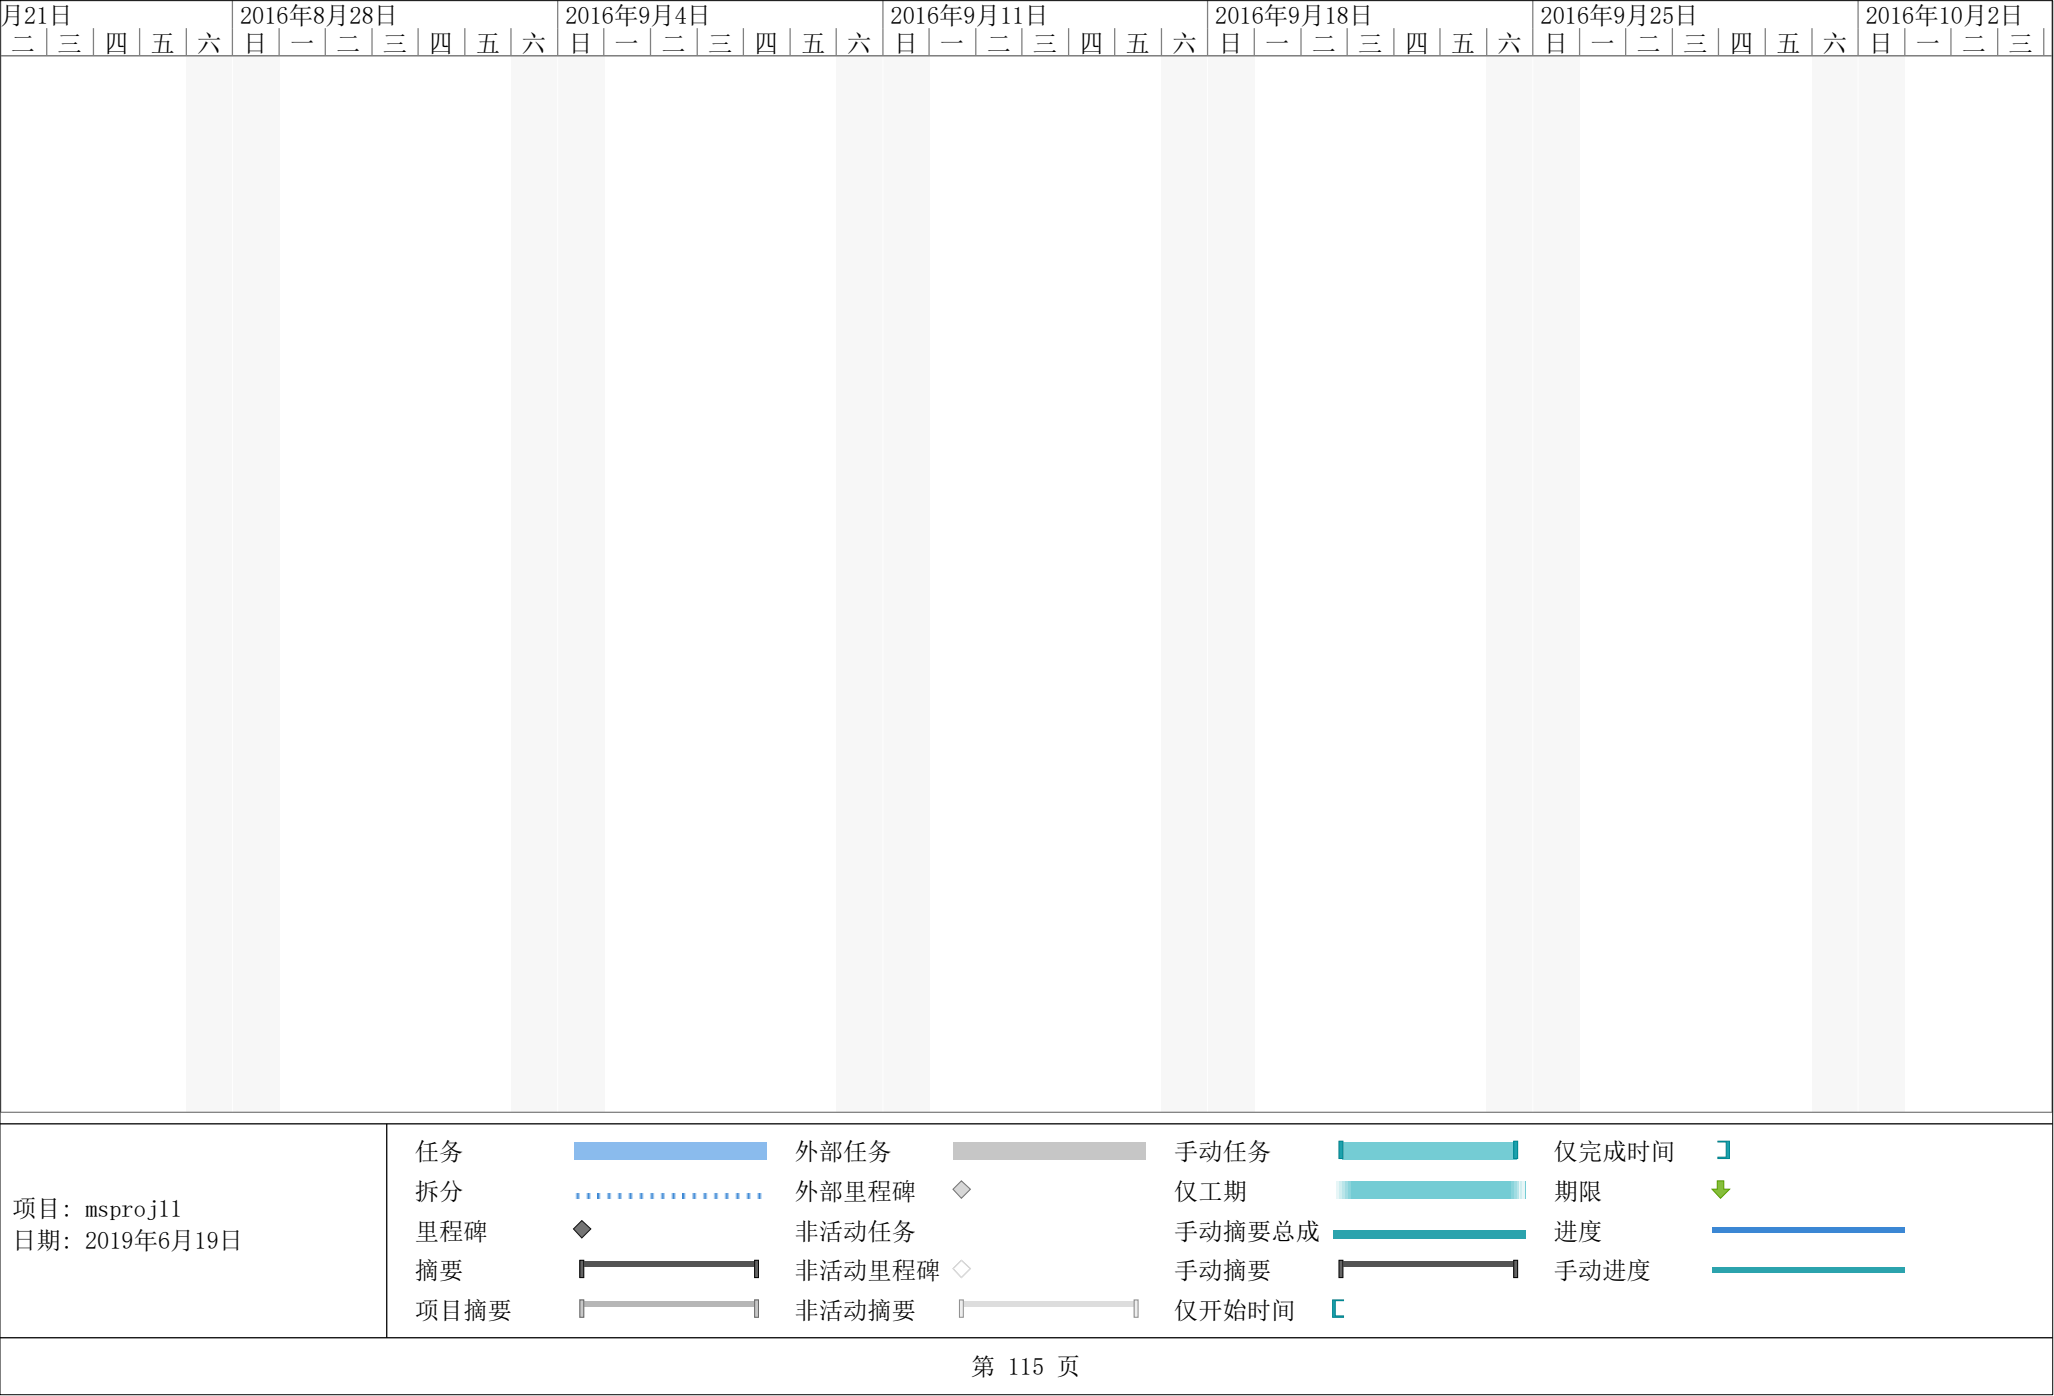 月21日 2016年8月28日 2016年9月4日 2016年9月11日 2016年9月18日 2016年9月25日 2016年10月2日
二 三 四 五 六 日 一 二 三 四 五 六 日 一 二 三 四 五 六 日 一 二 三 四 五 六 日 一 二 三 四 五 六 日 一 二 三 四 五 六 日 一 二 三
项目: msproj11
日期: 2019年6月19日
任务
拆分
里程碑
摘要
项目摘要
外部任务
外部里程碑
非活动任务
非活动里程碑
非活动摘要
手动任务
仅工期
手动摘要总成
手动摘要
仅开始时间
仅完成时间
期限
进度
手动进度
第 115 页